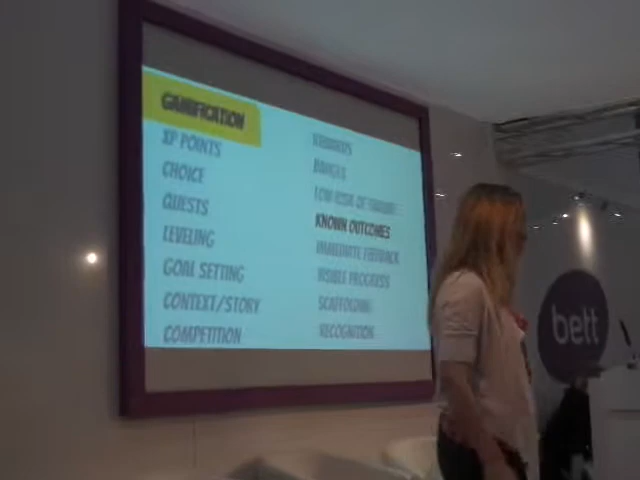 GAMIFICATION
XP POINTS
CHOICE
QUESTS
LEVELING
GOAL SETTING
CONTEXT/STORY
COMPETITION
REWARDS
BADGES
LOW RISK OF FAILURE
KNOWN OUTCOMES
IMMEDIATE FEEDBACK
VISIBLE PROGRESS
SCAFFOLDING
RECOGNITION
bett